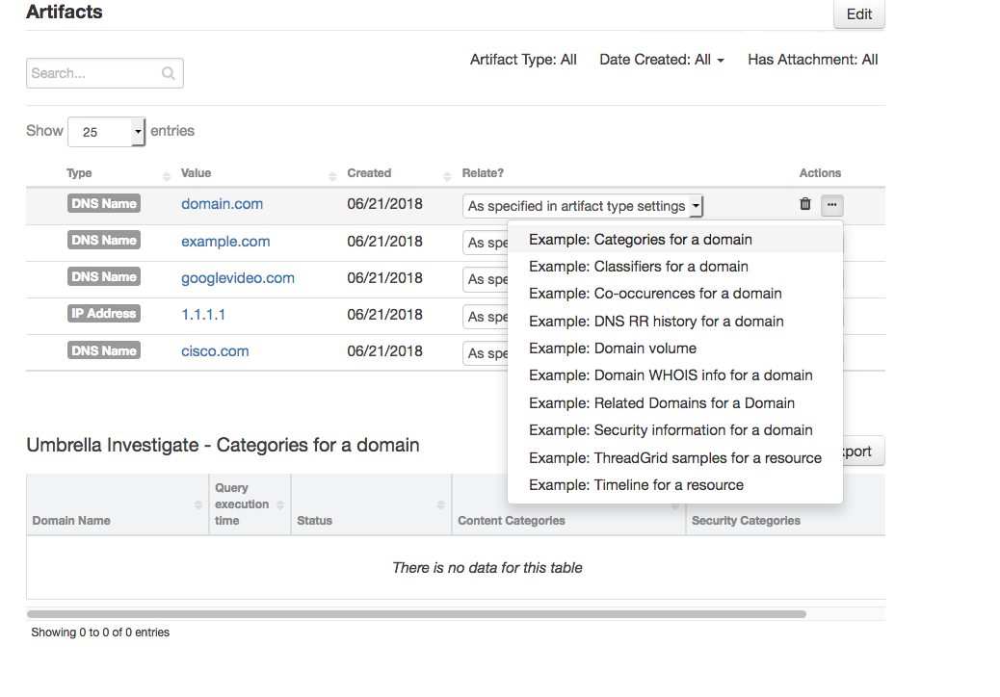 Artifacts
Edit
Search...
Artifact Type: All Date Created: All Has Attachment: All
Show 25 entries
Type Value Created Relate? Actions
DNS Name domain.com 06/21/2018 As specified in artifact type settings
DNS Name example.com 06/21/2018 As spe
DNS Name googlevideo.com 06/21/2018 As spe
IP Address 1.1.1.1 06/21/2018 As spe
DNS Name cisco.com 06/21/2018 As spe
Example: Categories for a domain
Example: Classifiers for a domain
Example: Co-occurences for a domain
Example: DNS RR history for a domain
Example: Domain volume
Example: Domain WHOIS info for a domain
Example: Related Domains for a Domain
Example: Security information for a domain
Example: ThreadGrid samples for a resource
Example: Timeline for a resource
Umbrella Investigate - Categories for a domain
xport
Domain Name
Query
execution
time
Status
Content Categories
Security Categories
There is no data for this table
Showing 0 to 0 of 0 entries